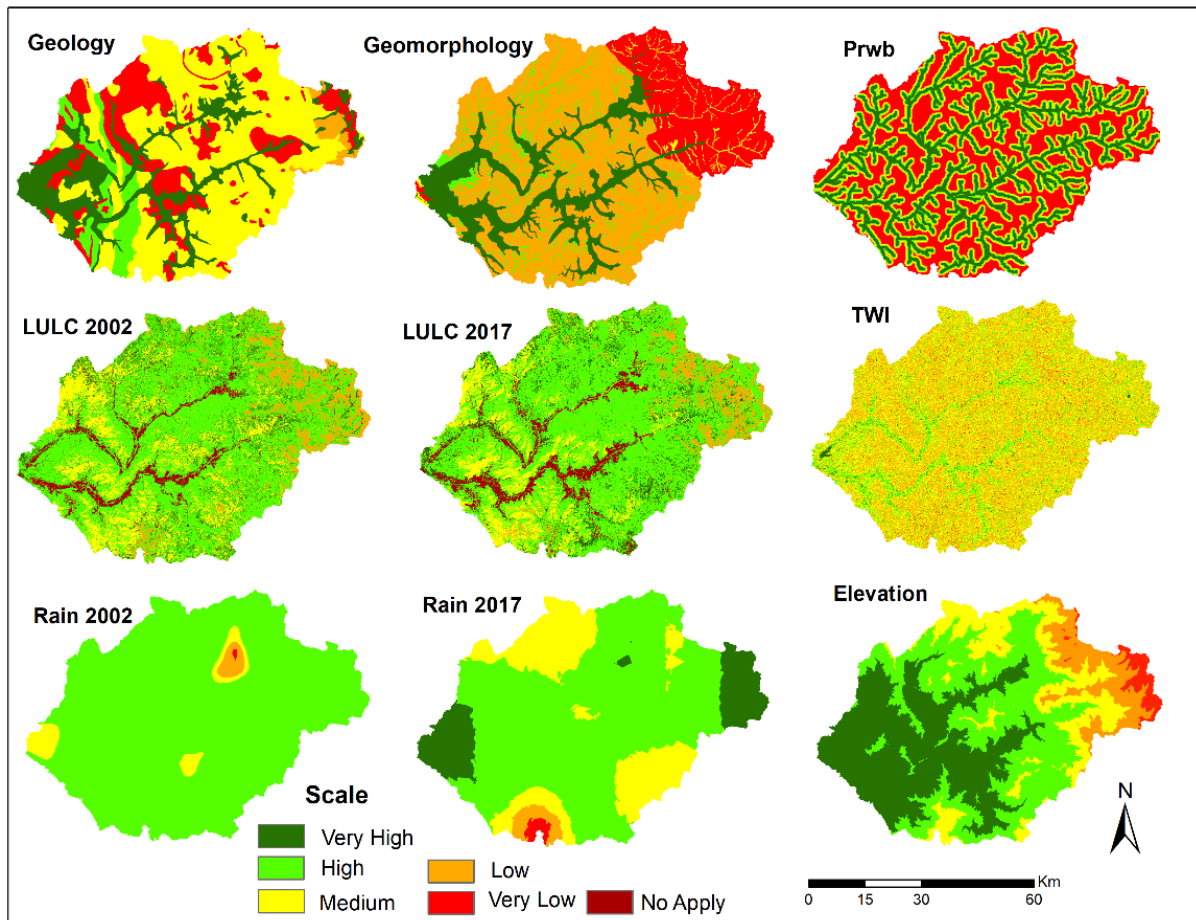 Geology
Geomorphology
Prwb
LULC 2002
LULC 2017
TWI
Rain 2002
Rain 2017
Elevation
Scale
Very High
High
Medium
Low
Very Low
No Apply
N
Km
0 15 30 60